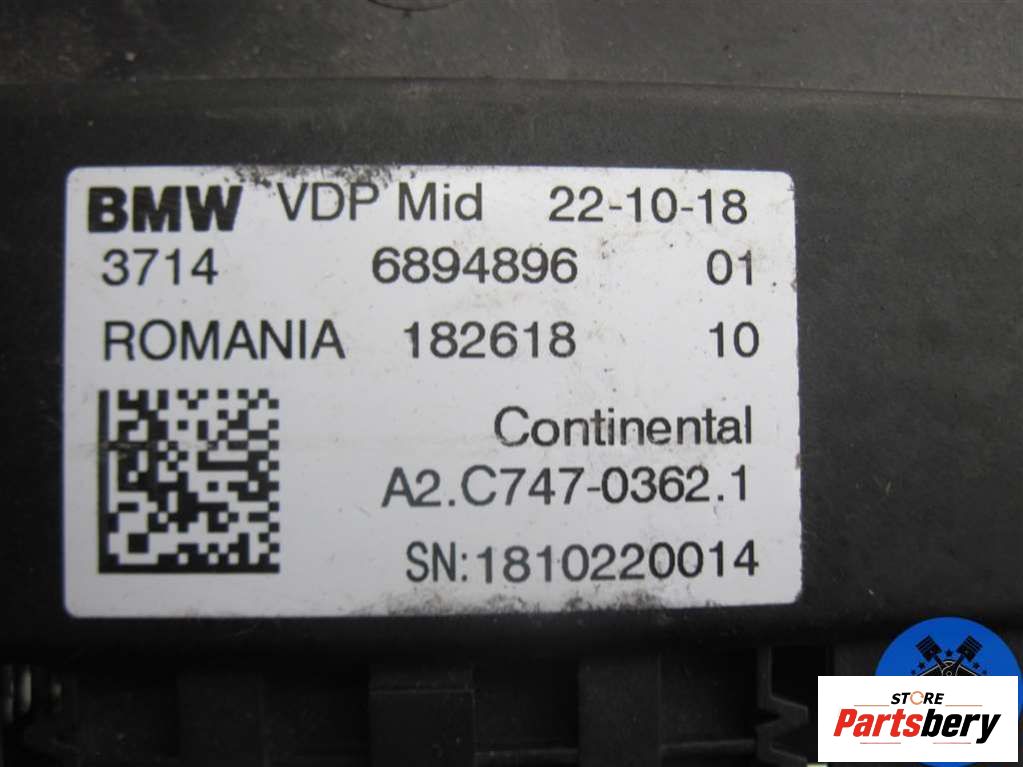 BMW VDP Mid 22-10-18
3714 6894896 01
ROMANIA 182618 10
Continental
A2.C747-0362.1
SN:1810220014
STORE
Partsbery